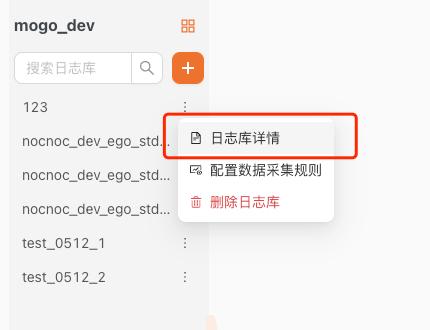 mogo_dev
搜索日志库
123
日志库详情
nocnoc_dev_ego_std...
配置数据采集规则
nocnoc_dev_ego_std...
删除日志库
nocnoc_dev_ego_std...
test_0512_1
test_0512_2